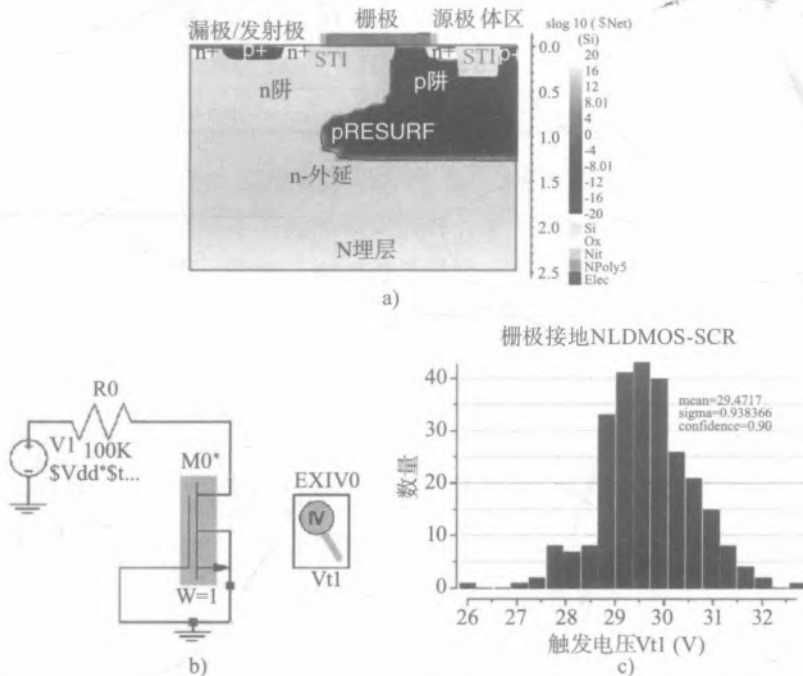 漏极/发射极
栅极
源极 体区
n+ p+ n+
STI
n+
STI
p+
n阱
p阱
pRESURF
n-外延
N埋层
slog 10 ($Net)
(Si)
0.0
0.5
1.0
1.5
2.0
2.5
20
16
12
8.01
4
0
-4
-8.01
-12
-16
-20
Si
Ox
Nit
NPoly5
Elec
a)
R0
V1
100K
$Vdd*$t...
M0*
W=1
EXIV0
IV
Vt1
b)
栅极接地NLDMOS-SCR
mean=29.4717
sigma=0.938366
confidence=0.90
数量
40
30
20
10
0
26 27 28 29 30 31 32
触发电压Vt1 (V)
c)